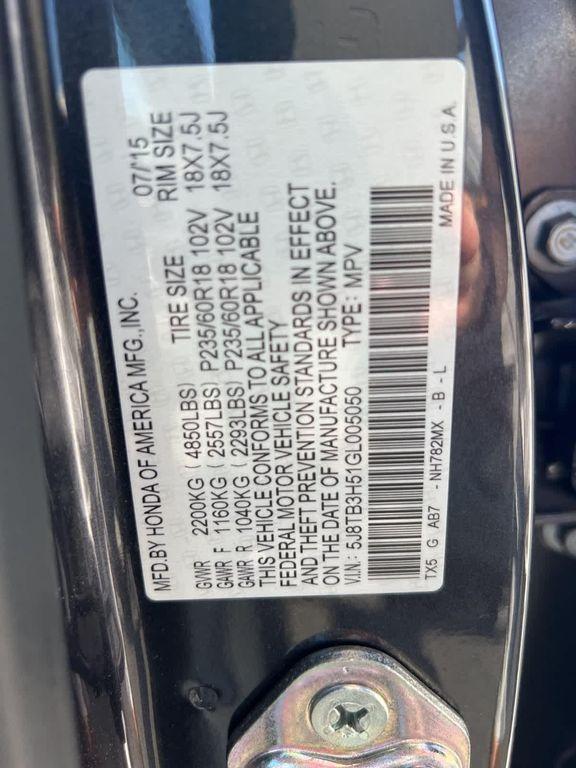 MFD.BY HONDA OF AMERICA MFG.,INC. 07/'15
TIRE SIZE RIM SIZE
GVWR 2200KG ( 4850LBS)
GAWR F 1160KG ( 2557LBS) P235/60R18 102V 18X7.5J
GAWR R 1040KG ( 2293LBS) P235/60R18 102V 18X7.5J
THIS VEHICLE CONFORMS TO ALL APPLICABLE
FEDERAL MOTOR VEHICLE SAFETY
AND THEFT PREVENTION STANDARDS IN EFFECT
ON THE DATE OF MANUFACTURE SHOWN ABOVE.
V.I.N.: 5J8TB3H51GL005050 TYPE: MPV
TX5 G AB7 - NH782MX - B - L MADE IN U.S.A.